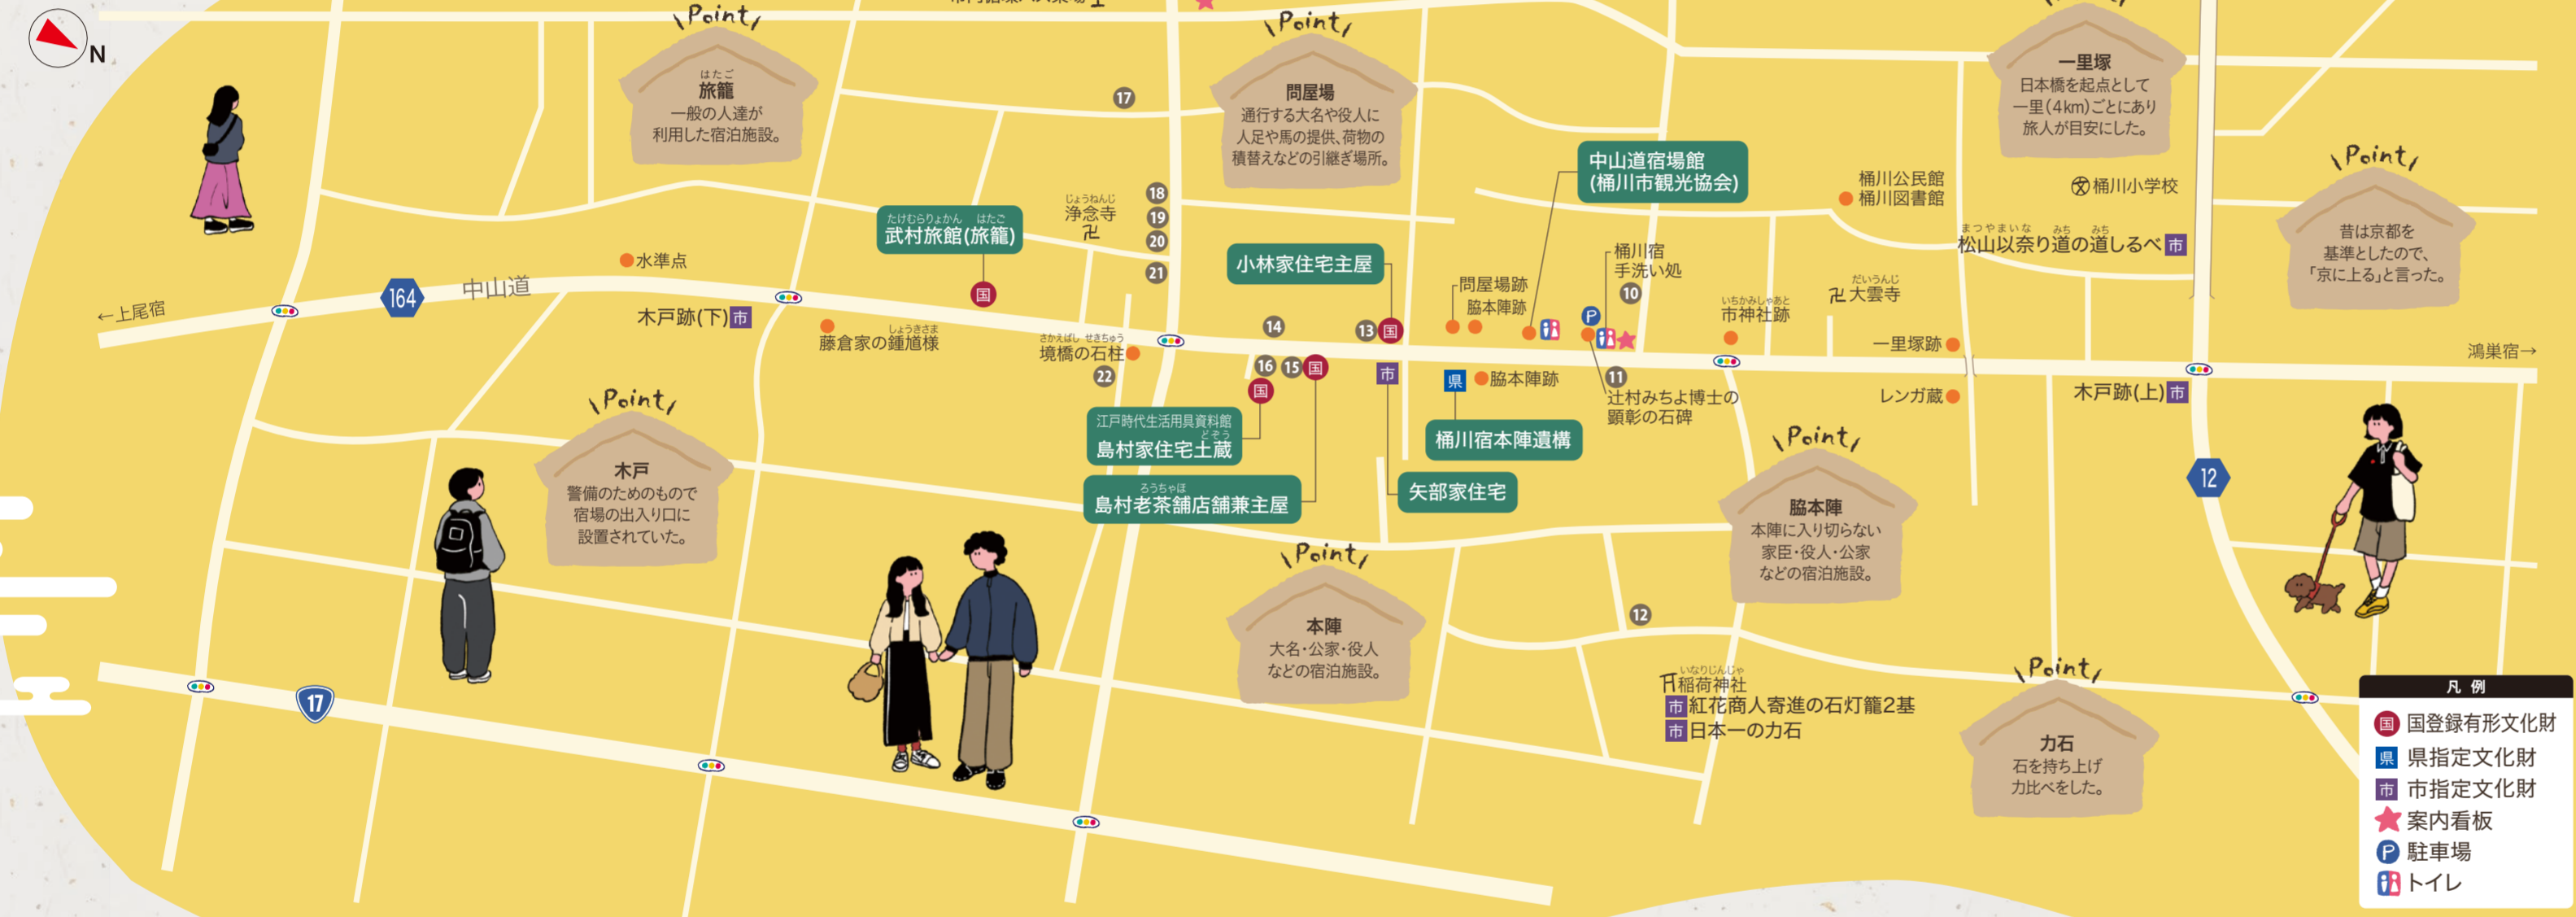 N
Point
旅籠
はたご
一般の人達が
利用した宿泊施設。
Point
問屋場
通行する大名や役人に
人足や馬の提供、荷物の
積替えなどの引継ぎ場所。
一里塚
日本橋を起点として
一里(4km)ごとにあり
旅人が目安にした。
Point
昔は京都を
基準としたので、
「京に上る」と言った。
17
中山道宿場館
(桶川市観光協会)
桶川公民館
桶川図書館
文桶川小学校
じょうねんじ
浄念寺
卍
18
19
20
21
たけむらりょかん はたご
武村旅館(旅籠)
国
小林家住宅主屋
桶川宿
手洗い処
10
まつやまいな みち みち
松山以奈り道の道しるべ 市
水準点
164
中山道
←上尾宿
木戸跡(下) 市
しょうきさま
藤倉家の鍾馗様
さかえばし せきちゅう
境橋の石柱
22
14
13 国
問屋場跡
脇本陣跡
P
いちかみしゃあと
市神社跡
だいうんじ
卍大雲寺
一里塚跡
鴻巣宿→
16 15 国
国
市
県
脇本陣跡
11
辻村みちよ博士の
顕彰の石碑
レンガ蔵
木戸跡(上) 市
江戸時代生活用具資料館
どぞう
島村家住宅土蔵
桶川宿本陣遺構
ろうちゃほ
島村老茶舗店舗兼主屋
矢部家住宅
12
Point
木戸
警備のためのもので
宿場の出入り口に
設置されていた。
Point
脇本陣
本陣に入り切らない
家臣・役人・公家
などの宿泊施設。
Point
本陣
大名・公家・役人
などの宿泊施設。
12
いなりじんじゃ
稲荷神社
市 紅花商人寄進の石灯籠2基
市 日本一の力石
Point
力石
石を持ち上げ
力比べをした。
17
凡例
国 国登録有形文化財
県 県指定文化財
市 市指定文化財
案内看板
P 駐車場
トイレ